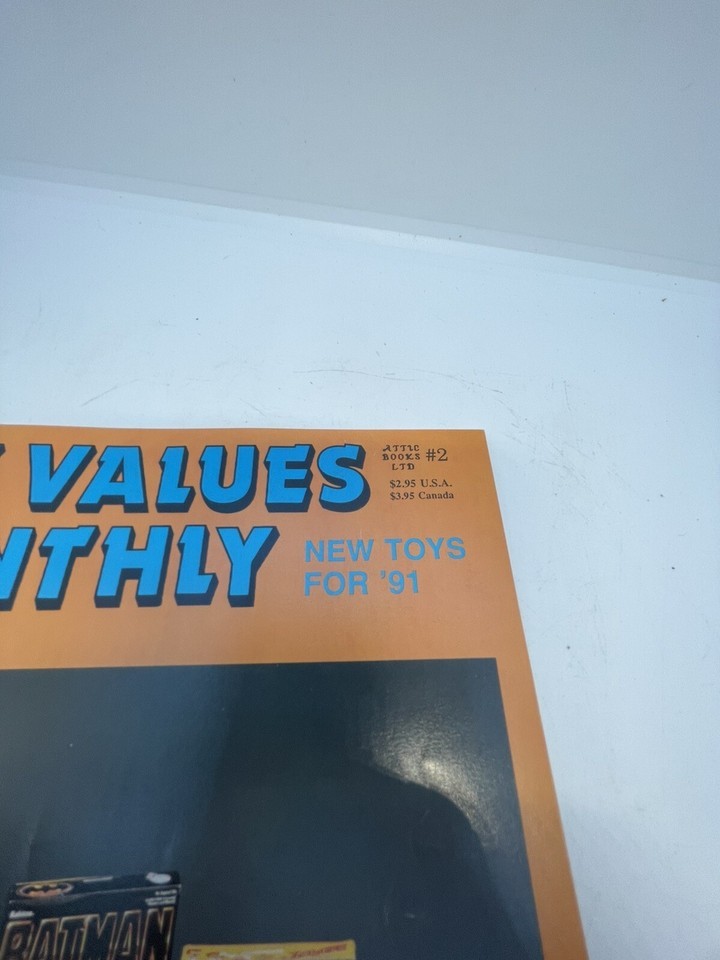 VALUES
NTHLY
ATTIC
BOOKS
LTD
#2
$2.95 U.S.A.
$3.95 Canada
NEW TOYS
FOR '91
BATMAN